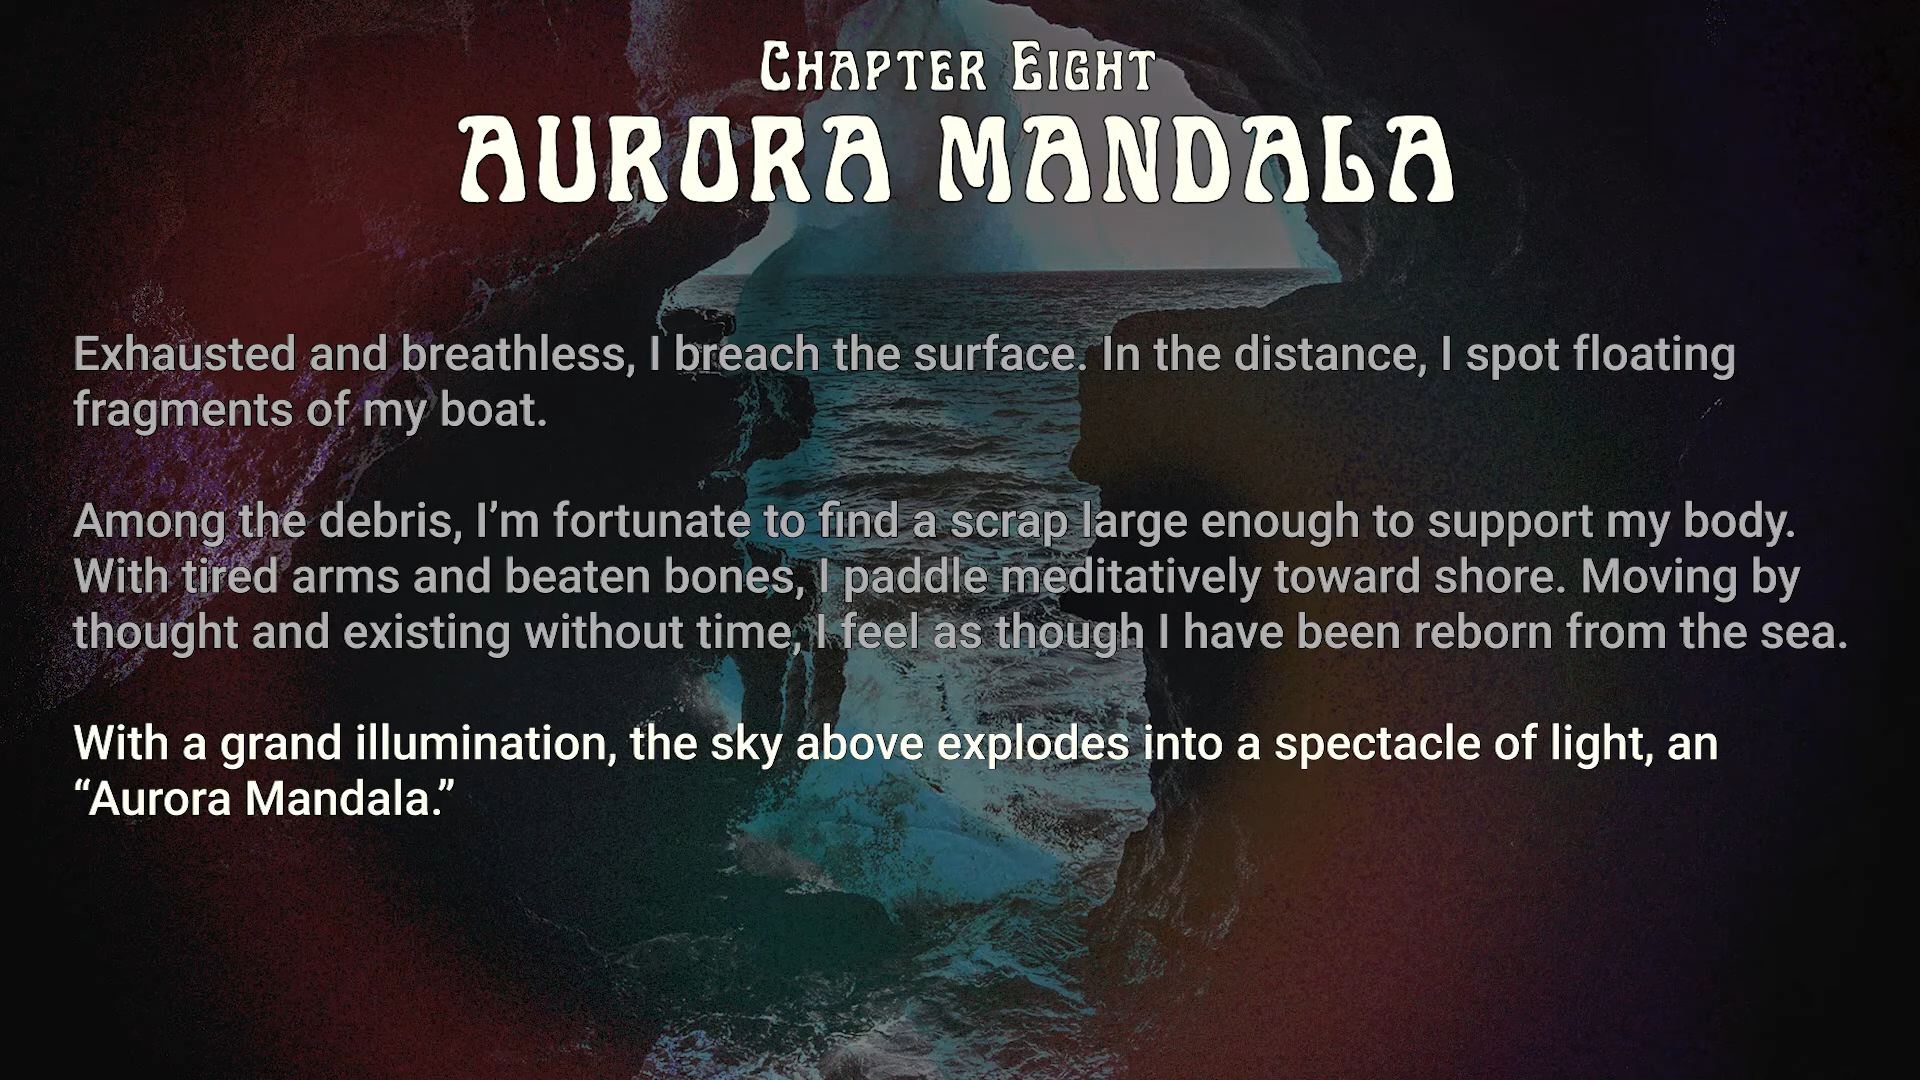 Chapter Eight
AURORA MANDALA
Exhausted and breathless, I breach the surface. In the distance, I spot floating
fragments of my boat.
Among the debris, I’m fortunate to find a scrap large enough to support my body.
With tired arms and beaten bones, I paddle meditatively toward shore. Moving by
thought and existing without time, I feel as though I have been reborn from the sea.
With a grand illumination, the sky above explodes into a spectacle of light, an
“Aurora Mandala.”